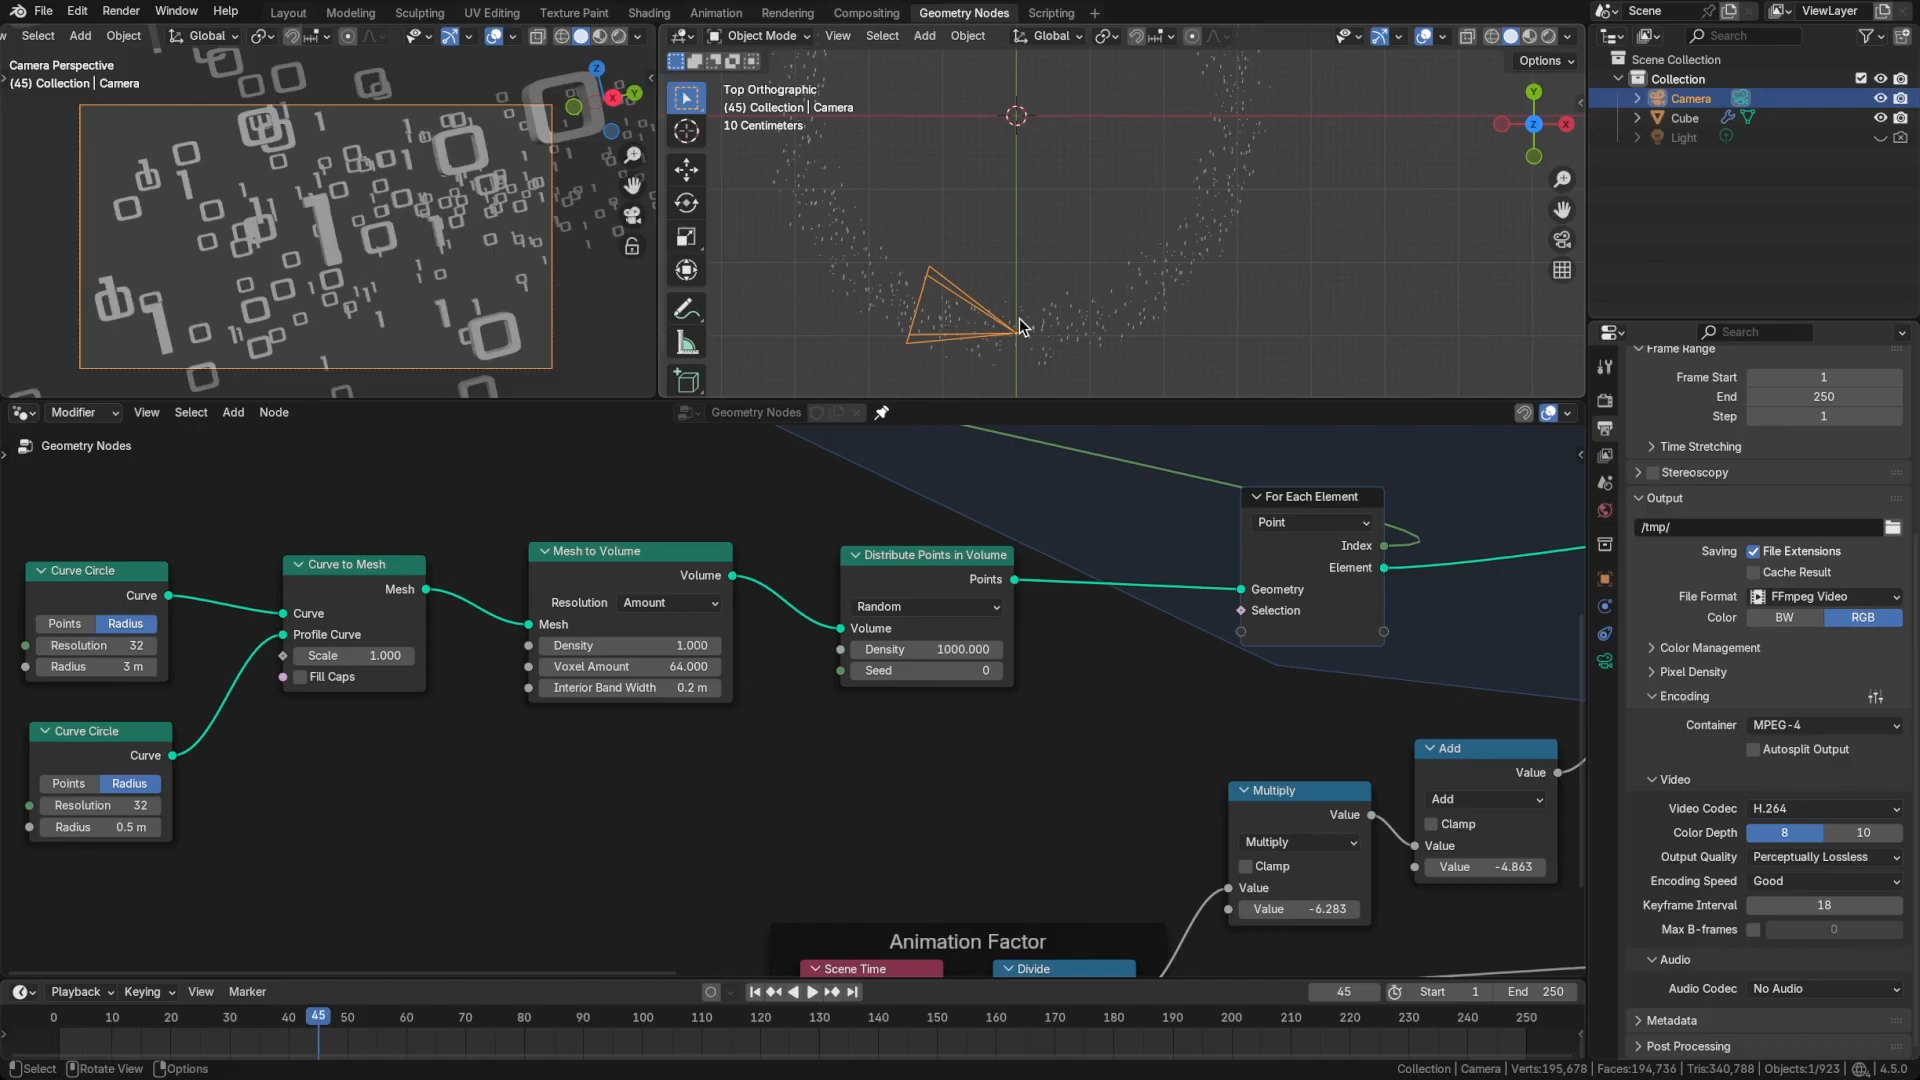 File Edit Render Window Help Layout Modeling Sculpting UV Editing Texture Paint Shading Animation Rendering Compositing Geometry Nodes Scripting + Scene ViewLayer
Select Add Object Global Object Mode View Select Add Object Global Search
Options
Camera Perspective
(45) Collection | Camera
Top Orthographic
(45) Collection | Camera
10 Centimeters
X
Y
Z
X
Scene Collection
Collection
Camera
Cube
Light
Search
Frame Range
Frame Start 1
End 250
Step 1
Time Stretching
Stereoscopy
Output
/tmp/
Saving File Extensions
Cache Result
File Format FFmpeg Video
Color BW RGB
Color Management
Pixel Density
Encoding
Container MPEG-4
Autosplit Output
Video
Video Codec H.264
Color Depth 8 10
Output Quality Perceptually Lossless
Encoding Speed Good
Keyframe Interval 18
Max B-frames 0
Audio
Audio Codec No Audio
Metadata
Post Processing
Modifier View Select Add Node Geometry Nodes
Geometry Nodes
Curve Circle
Curve
Points Radius
Resolution 32
Radius 3 m
Curve Circle
Curve
Points Radius
Resolution 32
Radius 0.5 m
Curve to Mesh
Mesh
Curve
Profile Curve
Scale 1.000
Fill Caps
Mesh to Volume
Volume
Resolution Amount
Mesh
Density 1.000
Voxel Amount 64.000
Interior Band Width 0.2 m
Distribute Points in Volume
Points
Random
Volume
Density 1000.000
Seed 0
For Each Element
Point
Index
Element
Geometry
Selection
Multiply
Value
Multiply
Clamp
Value
Value -6.283
Add
Value
Add
Clamp
Value
Value -4.863
Animation Factor
Scene Time
Divide
Playback Keying View Marker 45 Start 1 End 250
0 10 20 30 40 45 50 60 70 80 90 100 110 120 130 140 150 160 170 180 190 200 210 220 230 240 250
Select Rotate View Options Collection | Camera Verts:195,678 | Faces:194,736 | Tris:340,788 | Objects:1/923 4.5.0